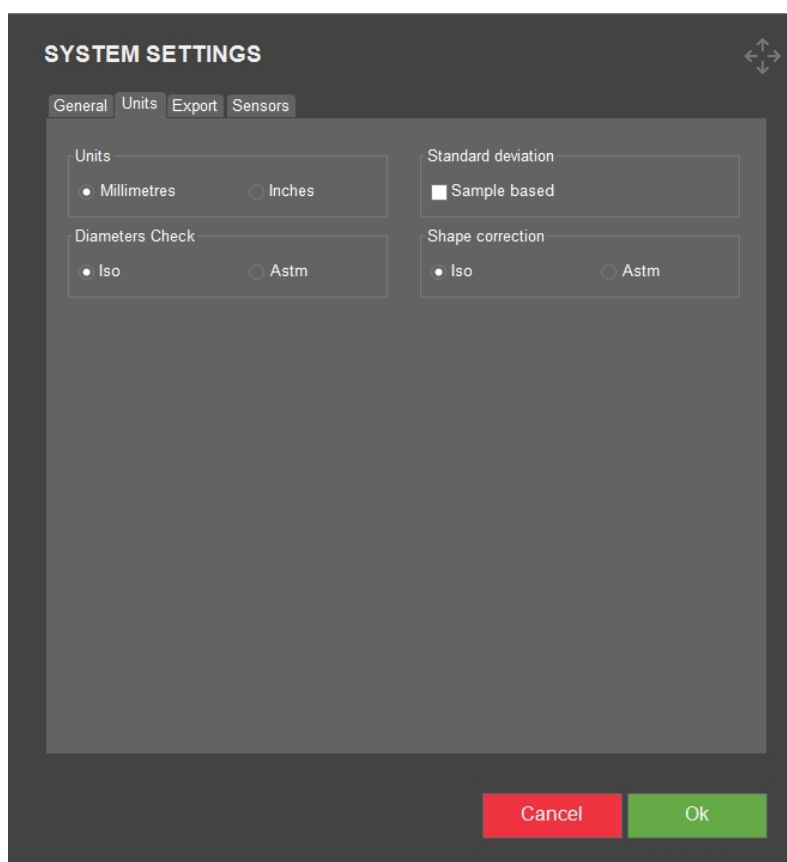 SYSTEM SETTINGS
General Units Export Sensors
Units
Millimetres Inches
Standard deviation
Sample based
Diameters Check
Iso Astm
Shape correction
Iso Astm
Cancel Ok